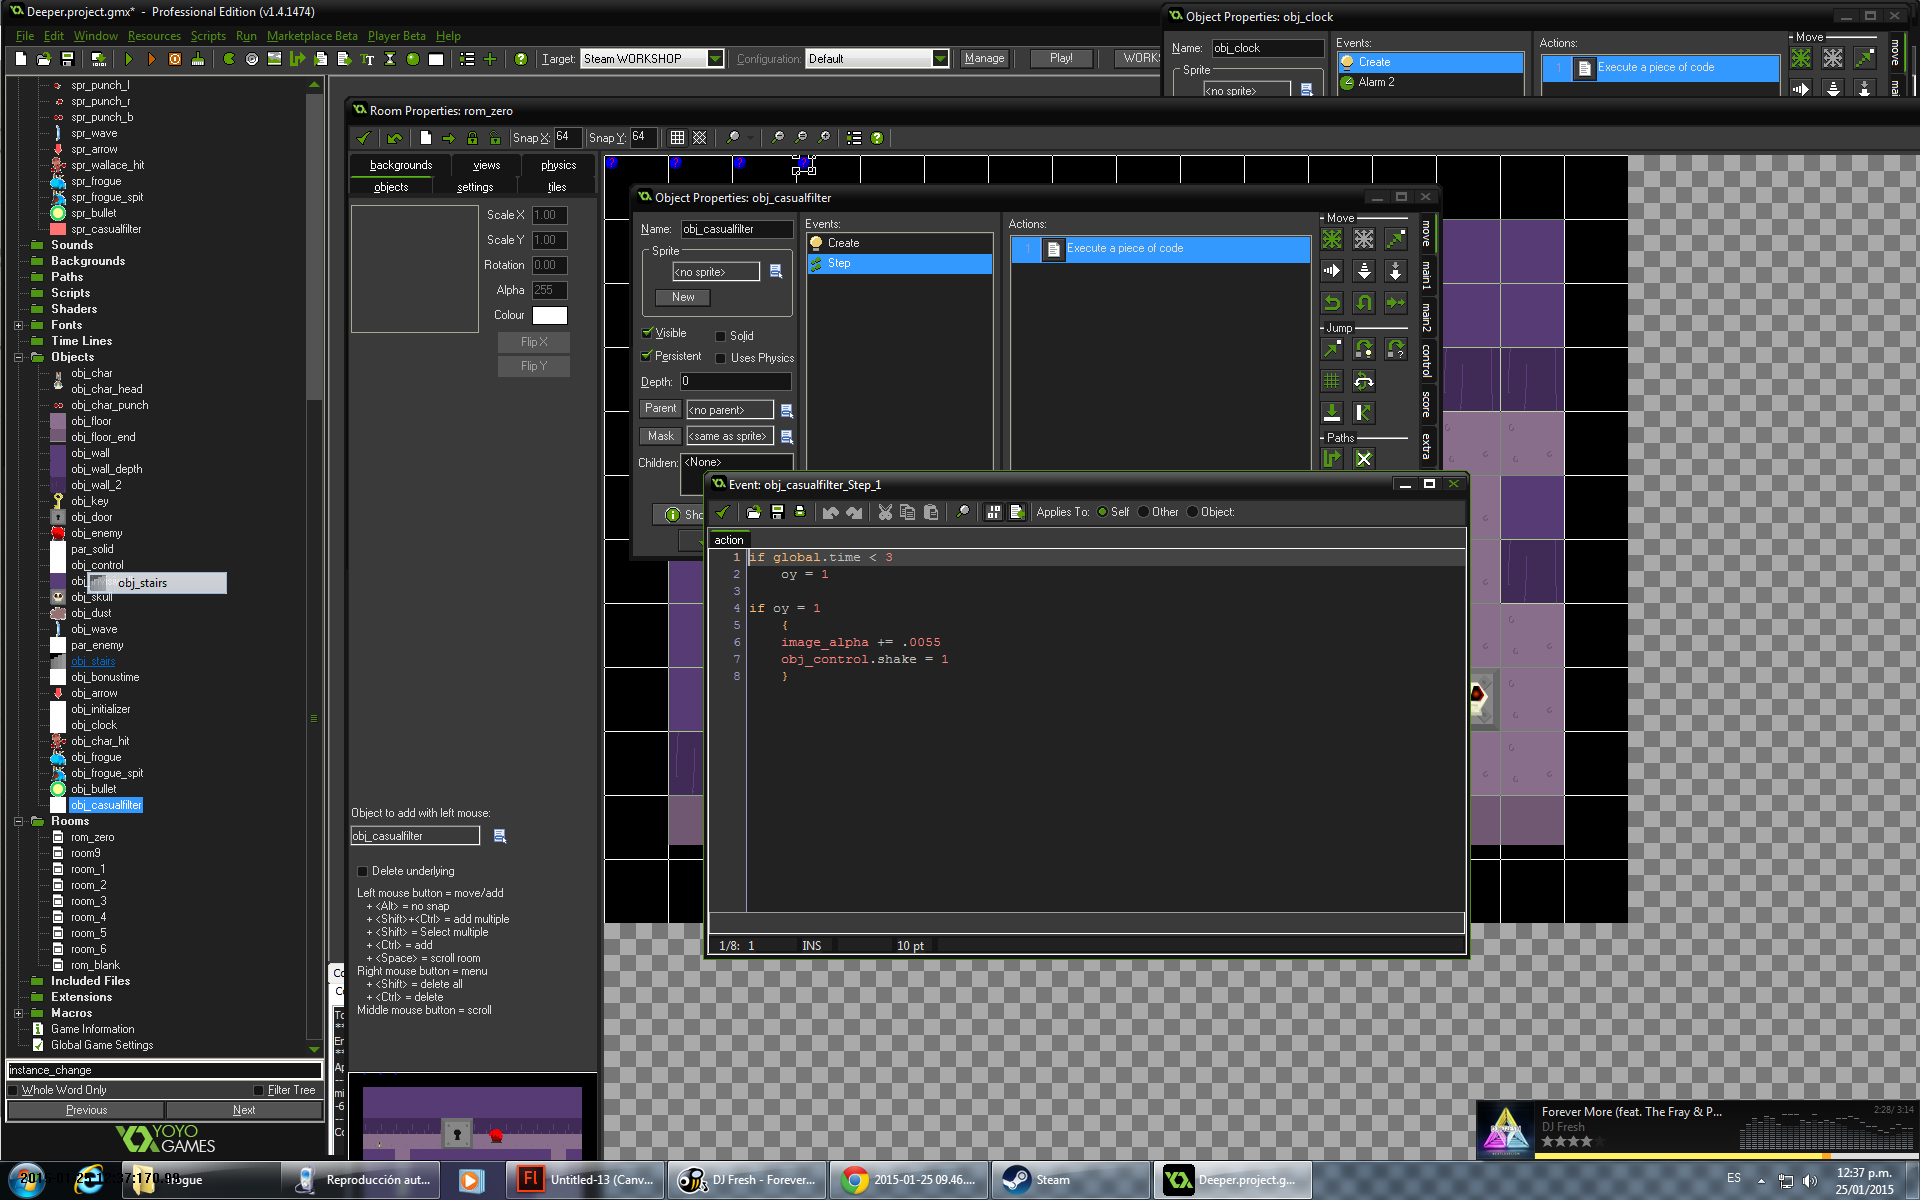 Deeper.project.gmx* - Professional Edition (v1.4.1474)
File Edit Window Resources Scripts Run Marketplace Beta Player Beta Help
Target: Steam WORKSHOP Configuration: Default Manage Play!
Object Properties: obj_clock
Name: obj_clock
Sprite
<no sprite>
Events:
Create
Alarm 2
Actions:
1 Execute a piece of code
Move
move
spr_punch_l
spr_punch_r
spr_punch_b
spr_wave
spr_arrow
spr_wallace_hit
spr_frogue
spr_frogue_spit
spr_bullet
spr_casualfilter
Sounds
Backgrounds
Paths
Scripts
Shaders
Fonts
Time Lines
Objects
obj_char
obj_char_head
obj_char_punch
obj_floor
obj_floor_end
obj_wall
obj_wall_depth
obj_wall_2
obj_key
obj_door
obj_enemy
par_solid
obj_control
obj_stairs
obj_skull
obj_dust
obj_wave
par_enemy
obj_stairs
obj_bonustime
obj_arrow
obj_initializer
obj_clock
obj_char_hit
obj_frogue
obj_frogue_spit
obj_bullet
obj_casualfilter
Rooms
rom_zero
room9
room_1
room_2
room_3
room_4
room_5
room_6
rom_blank
Included Files
Extensions
Macros
Game Information
Global Game Settings
instance_change
Whole Word Only Filter Tree
Previous Next
YOYO
GAMES
Room Properties: rom_zero
Snap X: 64 Snap Y: 64
backgrounds views physics
objects settings tiles
Scale X 1.00
Scale Y 1.00
Rotation 0.00
Alpha 255
Colour
Flip X
Flip Y
Object to add with left mouse:
obj_casualfilter
Delete underlying
Left mouse button = move/add
+ <Alt> = no snap
+ <Shift>+<Ctrl> = add multiple
+ <Shift> = Select multiple
+ <Ctrl> = add
+ <Space> = scroll room
Right mouse button = menu
+ <Shift> = delete all
+ <Ctrl> = delete
Middle mouse button = scroll
Object Properties: obj_casualfilter
Name: obj_casualfilter
Sprite
<no sprite>
New
Visible Solid
Persistent Uses Physics
Depth: 0
Parent <no parent>
Mask <same as sprite>
Children: <None>
Events:
Create
Step
Actions:
1 Execute a piece of code
Move
Jump
Paths
move
main1
main2
control
score
extra
Event: obj_casualfilter_Step_1
Applies To: Self Other Object:
action
1 if global.time < 3
2 oy = 1
3
4 if oy = 1
5 {
6 image_alpha += .0055
7 obj_control.shake = 1
8 }
1/8: 1 INS 10 pt
Forever More (feat. The Fray & P...
DJ Fresh
2:28/ 3:14
Reproducción aut...
Untitled-13 (Canv...
DJ Fresh - Forever...
2015-01-25 09.46....
Steam
Deeper.project.g...
ES
12:37 p.m.
25/01/2015